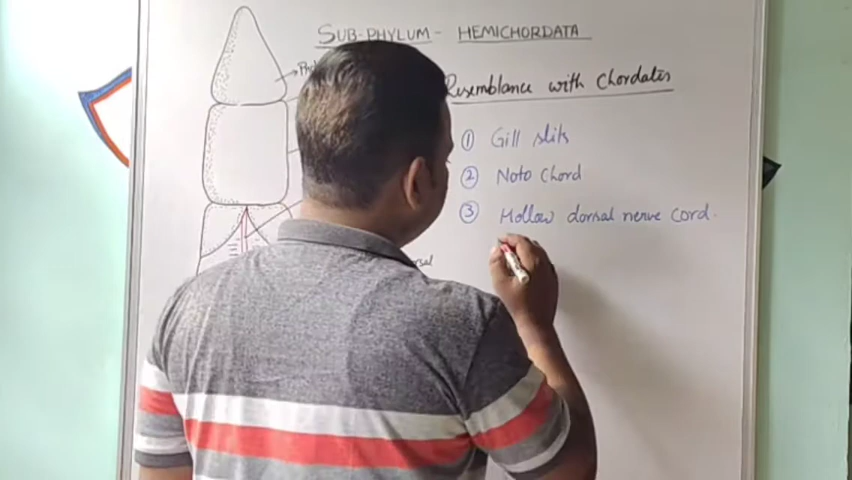 SUB-PHYLUM - HEMICHORDATA
Resemblance with Chordates
① Gill slits
② Noto Chord
③ Hollow dorsal nerve cord.